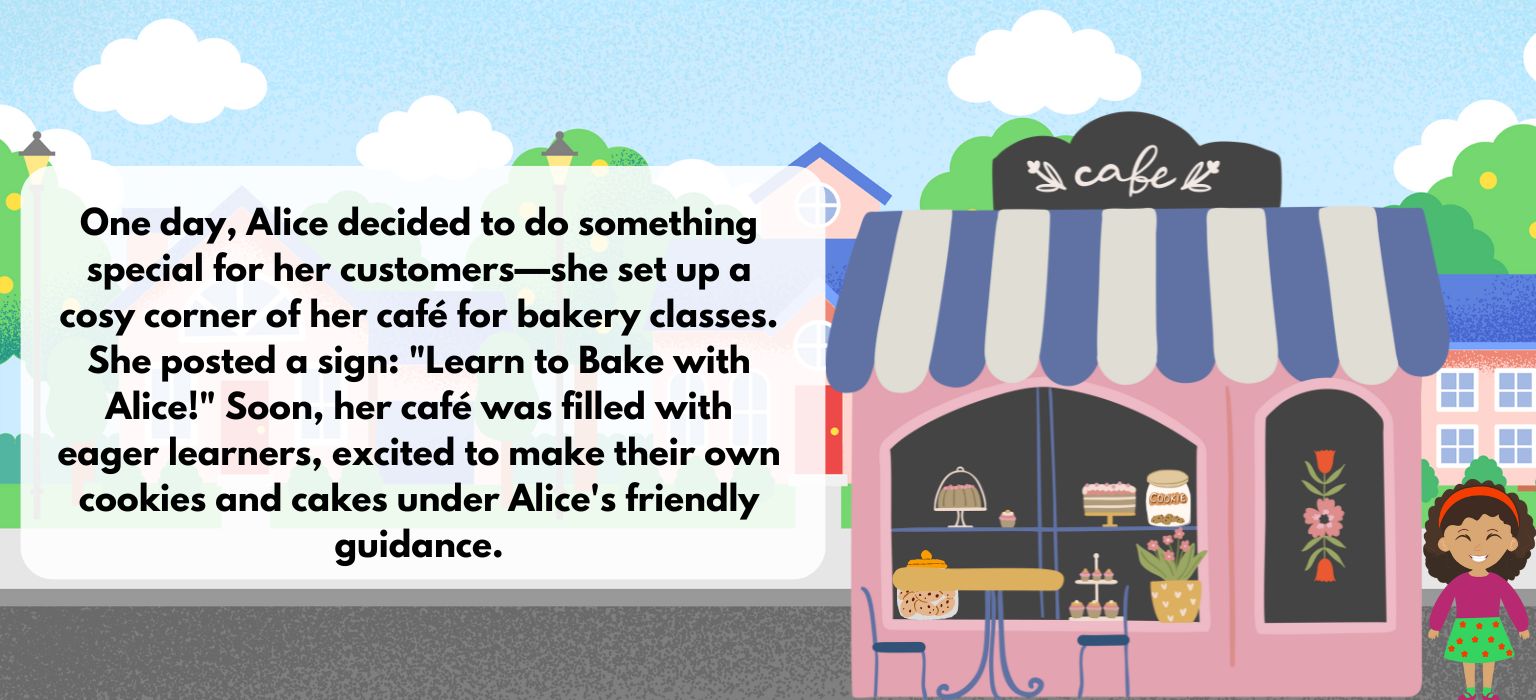 One day, Alice decided to do something
special for her customers—she set up a
cosy corner of her café for bakery classes.
She posted a sign: "Learn to Bake with
Alice!" Soon, her café was filled with
eager learners, excited to make their own
cookies and cakes under Alice's friendly
guidance.
cafe
COOKIE